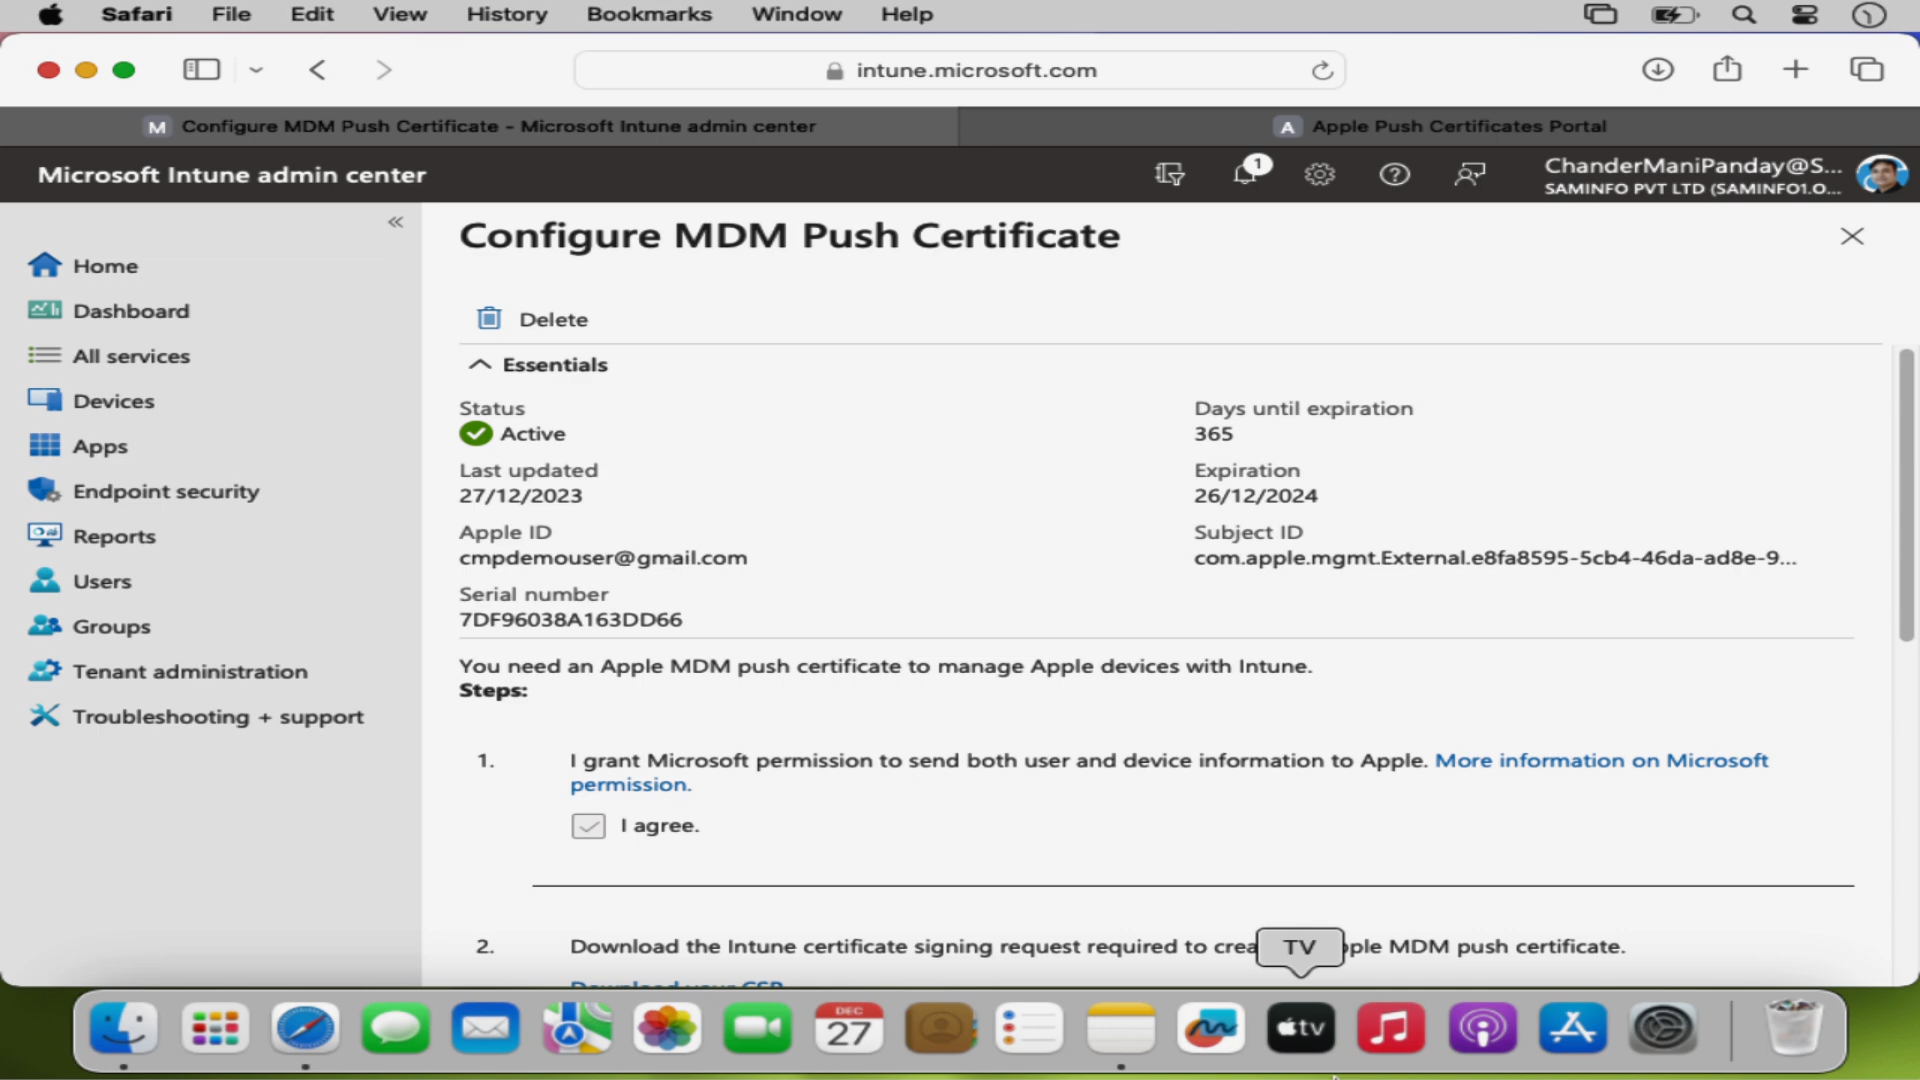 Safari File Edit View History Bookmarks Window Help
intune.microsoft.com
M Configure MDM Push Certificate - Microsoft Intune admin center
A Apple Push Certificates Portal
Microsoft Intune admin center
1
ChanderManiPanday@S...
SAMINFO PVT LTD (SAMINFO1.O...
Home
Dashboard
All services
Devices
Apps
Endpoint security
Reports
Users
Groups
Tenant administration
Troubleshooting + support
Configure MDM Push Certificate
Delete
Essentials
Status
Active
Days until expiration
365
Last updated
27/12/2023
Expiration
26/12/2024
Apple ID
cmpdemouser@gmail.com
Subject ID
com.apple.mgmt.External.e8fa8595-5cb4-46da-ad8e-9...
Serial number
7DF96038A163DD66
You need an Apple MDM push certificate to manage Apple devices with Intune.
Steps:
1. I grant Microsoft permission to send both user and device information to Apple. More information on Microsoft
permission.
I agree.
2. Download the Intune certificate signing request required to crea ple MDM push certificate.
TV
Download your CSR
DEC
27
tv